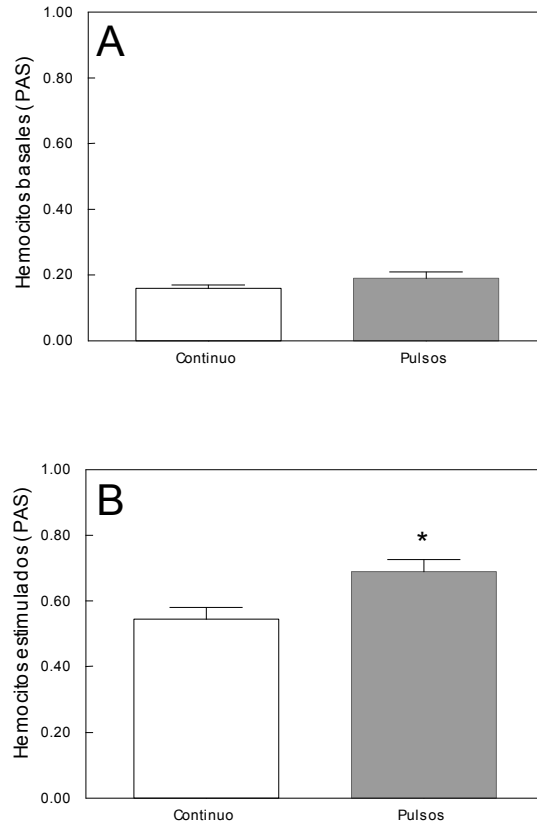 A
Hemocitos basales (PAS)
1.00
0.80
0.60
0.40
0.20
0.00
Continuo
Pulsos
B
Hemocitos estimulados (PAS)
1.00
0.80
*
0.60
0.40
0.20
0.00
Continuo
Pulsos